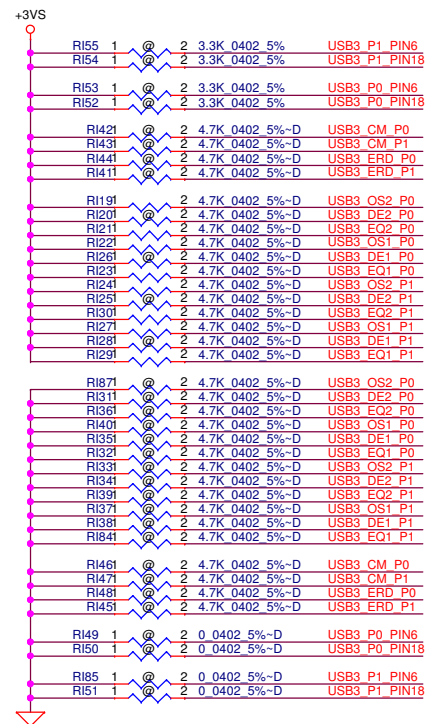 +3VS
RI55 1 @ 2 3.3K_0402_5% USB3_P1_PIN6
RI54 1 @ 2 3.3K_0402_5% USB3_P1_PIN18
RI53 1 @ 2 3.3K_0402_5% USB3_P0_PIN6
RI52 1 @ 2 3.3K_0402_5% USB3_P0_PIN18
RI42 1 @ 2 4.7K_0402_5%~D USB3_CM_P0
RI43 1 @ 2 4.7K_0402_5%~D USB3_CM_P1
RI44 1 @ 2 4.7K_0402_5%~D USB3_ERD_P0
RI41 1 @ 2 4.7K_0402_5%~D USB3_ERD_P1
RI19 1 2 4.7K_0402_5%~D USB3_OS2_P0
RI20 1 @ 2 4.7K_0402_5%~D USB3_DE2_P0
RI21 1 2 4.7K_0402_5%~D USB3_EQ2_P0
RI22 1 2 4.7K_0402_5%~D USB3_OS1_P0
RI26 1 @ 2 4.7K_0402_5%~D USB3_DE1_P0
RI23 1 2 4.7K_0402_5%~D USB3_EQ1_P0
RI24 1 2 4.7K_0402_5%~D USB3_OS2_P1
RI25 1 @ 2 4.7K_0402_5%~D USB3_DE2_P1
RI30 1 2 4.7K_0402_5%~D USB3_EQ2_P1
RI27 1 2 4.7K_0402_5%~D USB3_OS1_P1
RI28 1 @ 2 4.7K_0402_5%~D USB3_DE1_P1
RI29 1 2 4.7K_0402_5%~D USB3_EQ1_P1
RI87 1 @ 2 4.7K_0402_5%~D USB3_OS2_P0
RI31 1 @ 2 4.7K_0402_5%~D USB3_DE2_P0
RI36 1 @ 2 4.7K_0402_5%~D USB3_EQ2_P0
RI40 1 @ 2 4.7K_0402_5%~D USB3_OS1_P0
RI35 1 @ 2 4.7K_0402_5%~D USB3_DE1_P0
RI32 1 @ 2 4.7K_0402_5%~D USB3_EQ1_P0
RI33 1 @ 2 4.7K_0402_5%~D USB3_OS2_P1
RI34 1 @ 2 4.7K_0402_5%~D USB3_DE2_P1
RI39 1 @ 2 4.7K_0402_5%~D USB3_EQ2_P1
RI37 1 @ 2 4.7K_0402_5%~D USB3_OS1_P1
RI38 1 @ 2 4.7K_0402_5%~D USB3_DE1_P1
RI84 1 @ 2 4.7K_0402_5%~D USB3_EQ1_P1
RI46 1 @ 2 4.7K_0402_5%~D USB3_CM_P0
RI47 1 @ 2 4.7K_0402_5%~D USB3_CM_P1
RI48 1 @ 2 4.7K_0402_5%~D USB3_ERD_P0
RI45 1 @ 2 4.7K_0402_5%~D USB3_ERD_P1
RI49 1 @ 2 0_0402_5%~D USB3_P0_PIN6
RI50 1 @ 2 0_0402_5%~D USB3_P0_PIN18
RI85 1 @ 2 0_0402_5%~D USB3_P1_PIN6
RI51 1 @ 2 0_0402_5%~D USB3_P1_PIN18